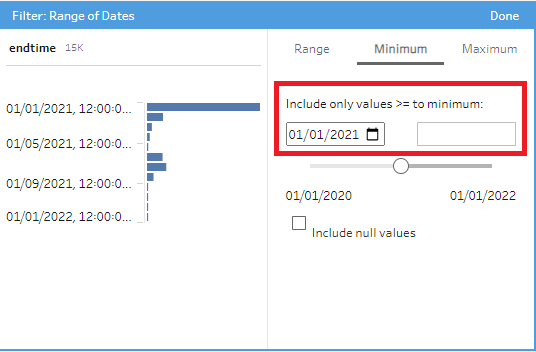 Filter: Range of Dates Done
endtime 15K
Range Minimum Maximum
Include only values >= to minimum:
01/01/2021
01/01/2020 01/01/2022
Include null values
01/01/2021, 12:00:0...
01/05/2021, 12:00:0...
01/09/2021, 12:00:0...
01/01/2022, 12:00:0...